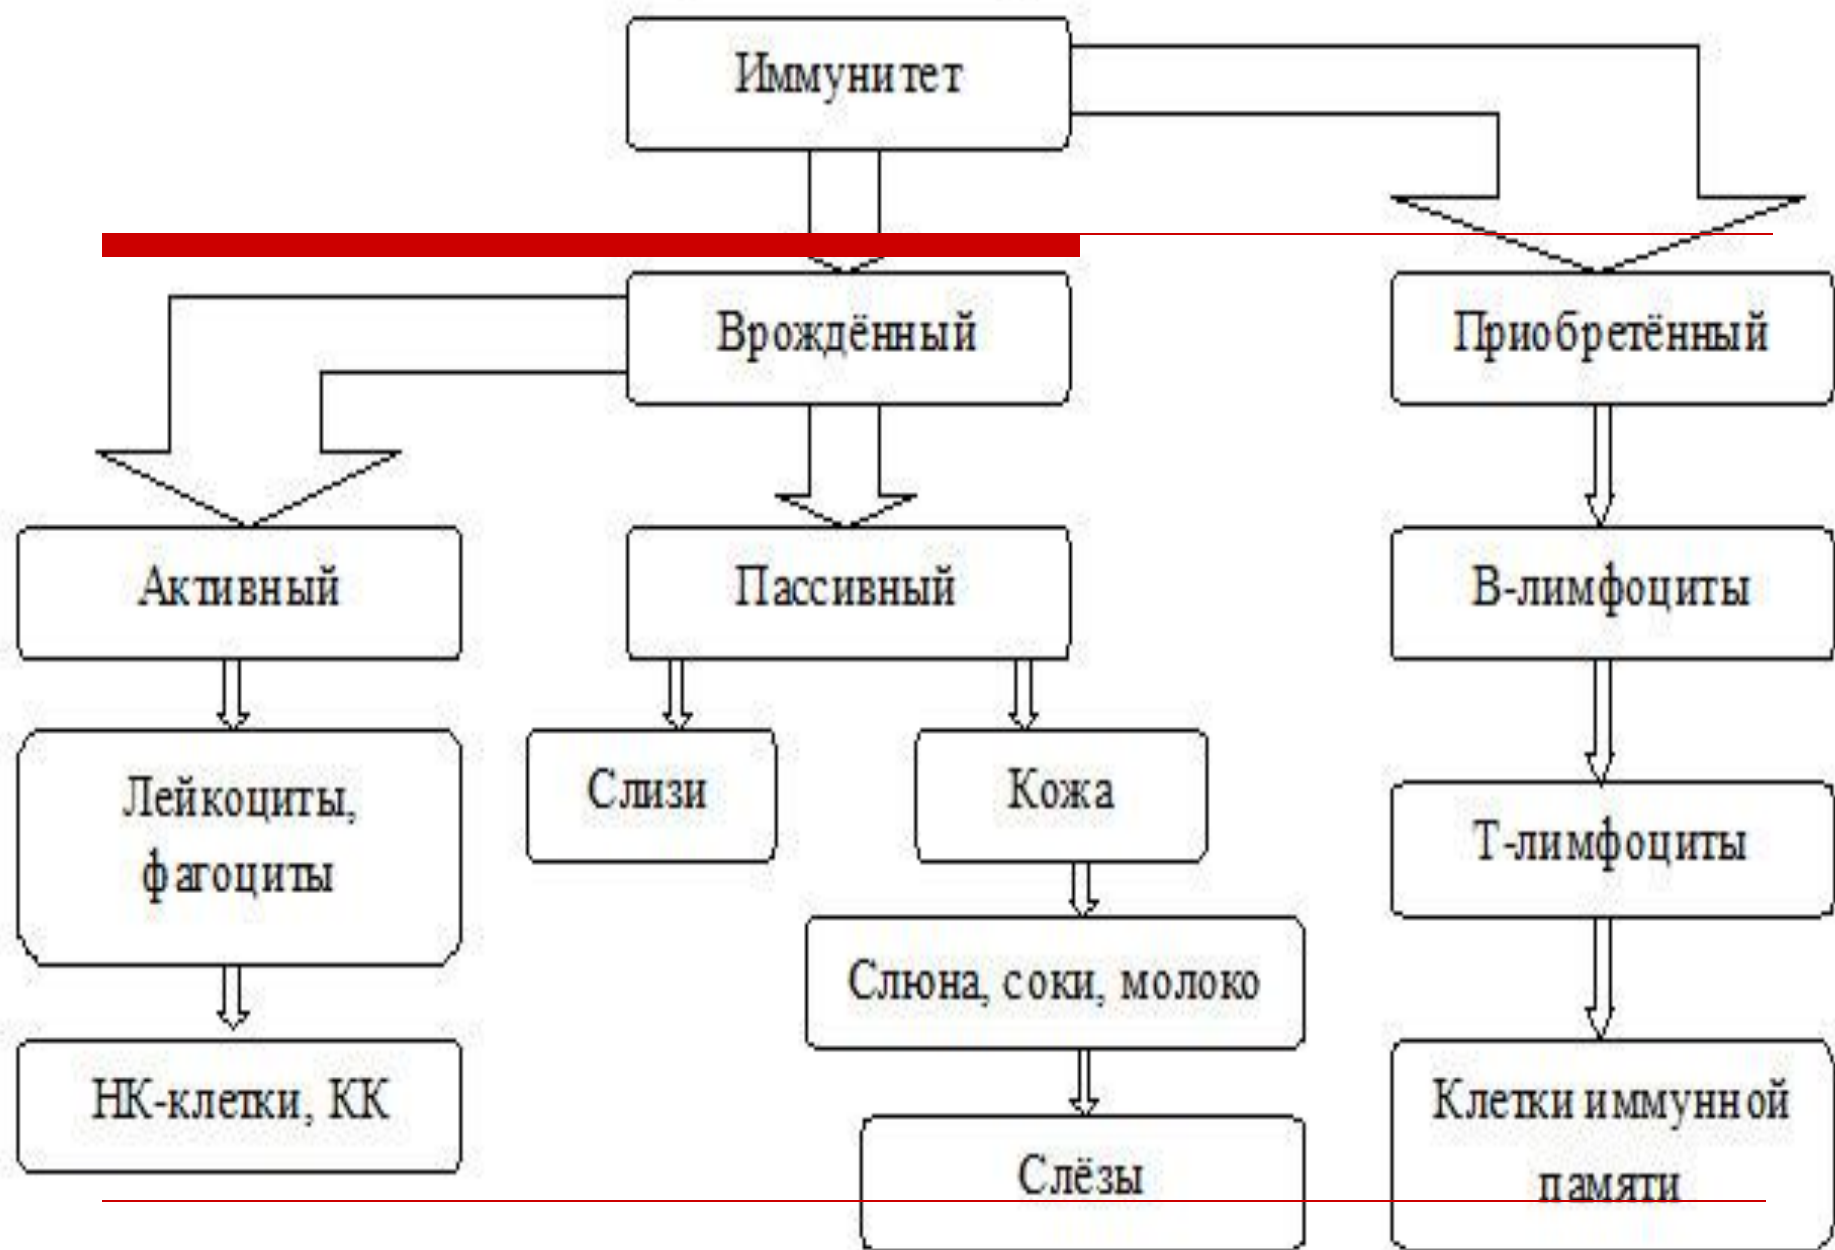 Иммунитет
Врождённый
Приобретённый
Активный
Пассивный
В-лимфоциты
Лейкоциты,
фагоциты
Слизи
Кожа
Т-лимфоциты
Слюна, соки, молоко
НК-клетки, КК
Слёзы
Клетки иммунной
памяти